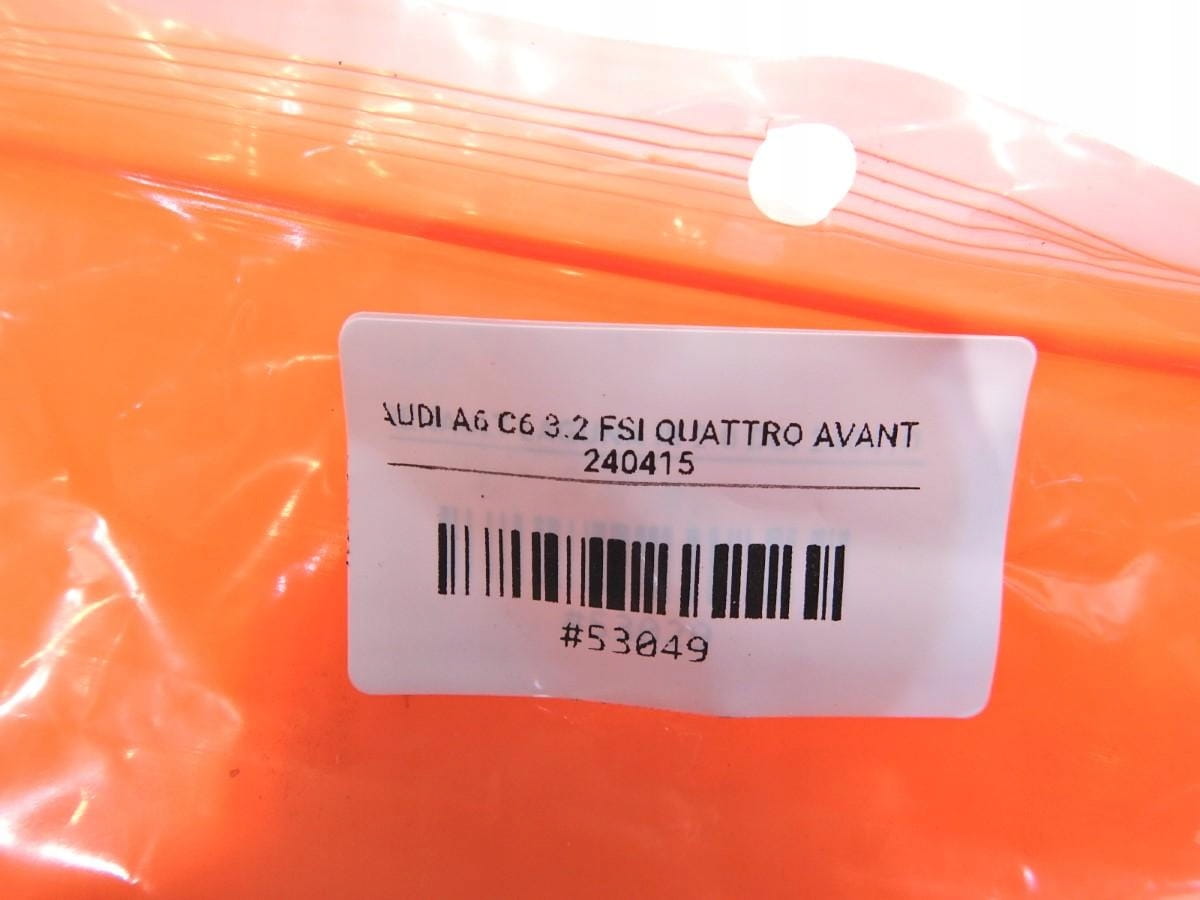 AUDI A6 C6 3.2 FSI QUATTRO AVANT
240415
#53049